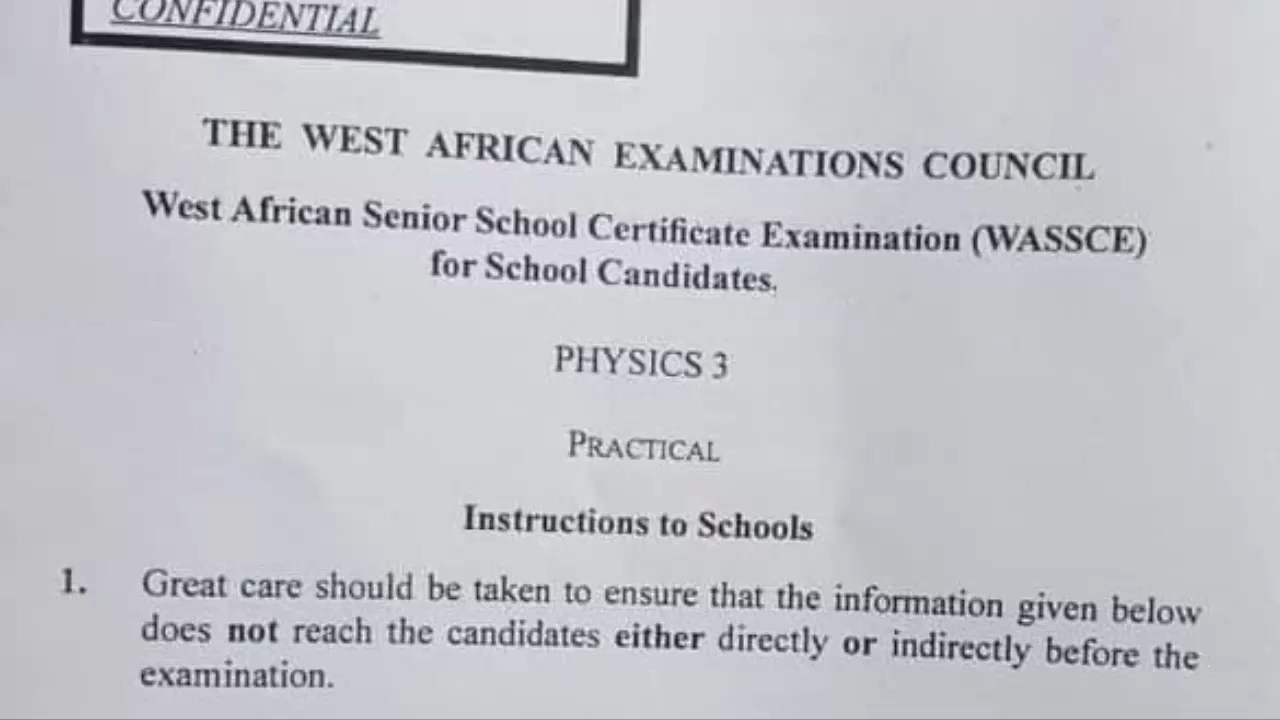 CONFIDENTIAL
THE WEST AFRICAN EXAMINATIONS COUNCIL
West African Senior School Certificate Examination (WASSCE)
for School Candidates.
PHYSICS 3
PRACTICAL
Instructions to Schools
1. Great care should be taken to ensure that the information given below
does not reach the candidates either directly or indirectly before the
examination.